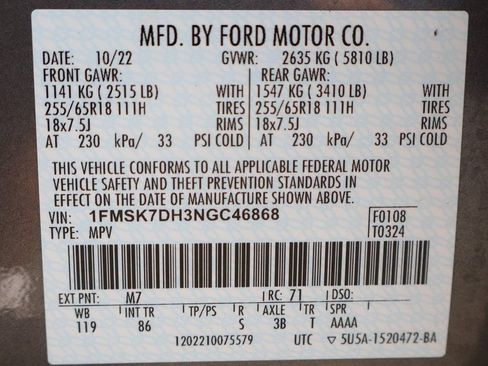 MFD. BY FORD MOTOR CO.
DATE: 10/22 GVWR: 2635 KG ( 5810 LB)
FRONT GAWR: REAR GAWR:
1141 KG ( 2515 LB) WITH 1547 KG ( 3410 LB) WITH
255/65R18 111H TIRES 255/65R18 111H TIRES
18x7.5J RIMS 18x7.5J RIMS
AT 230 kPa/ 33 PSI COLD AT 230 kPa/ 33 PSI COLD
THIS VEHICLE CONFORMS TO ALL APPLICABLE FEDERAL MOTOR
VEHICLE SAFETY AND THEFT PREVENTION STANDARDS IN
EFFECT ON THE DATE OF MANUFACTURE SHOWN ABOVE.
VIN: 1FMSK7DH3NGC46868 F0108
TYPE: MPV T0324
EXT PNT: M7 RC: 71 DSO:
WB INT TR TP/PS R AXLE TR SPR
119 86 S 3B T AAAA
1202210075579 UTC ▽ 5U5A-1520472-BA